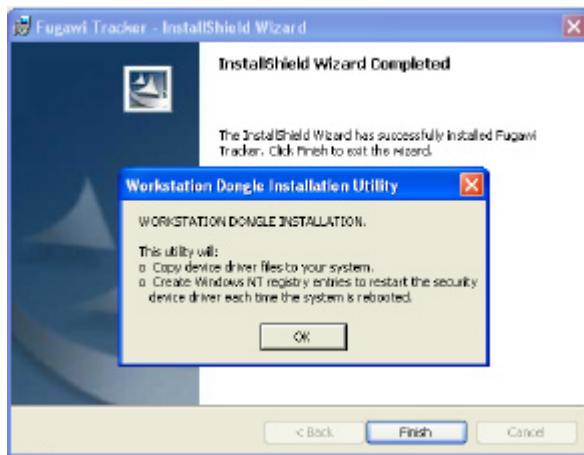 Fugawi Tracker - InstallShield Wizard
InstallShield Wizard Completed
The InstallShield Wizard has successfully installed Fugawi
Tracker. Click Finish to exit the wizard.
Workstation Dongle Installation Utility
WORKSTATION DONGLE INSTALLATION.
This utility will:
o Copy device driver files to your system.
o Create Windows NT registry entries to restart the security
device driver each time the system is rebooted.
OK
< Back
Finish
Cancel